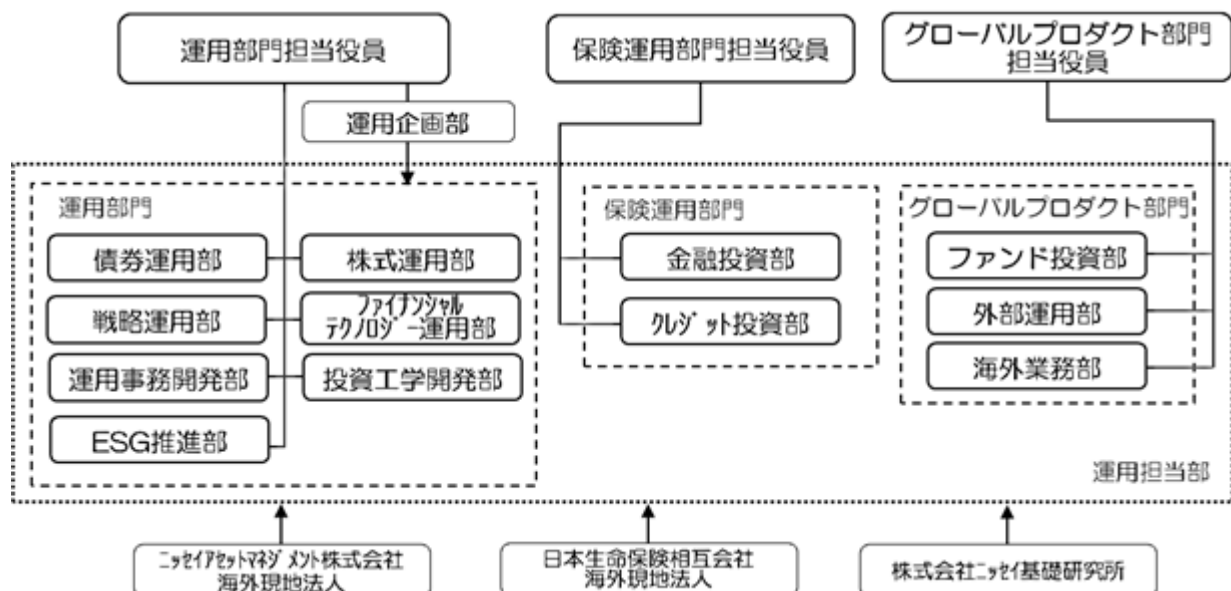 運用部門担当役員
保険運用部門担当役員
グローバルプロダクト部門
担当役員
運用企画部
運用部門
債券運用部
株式運用部
戦略運用部
ファイナンシャル
テクノロジー運用部
運用事務開発部
投資工学開発部
ESG推進部
保険運用部門
金融投資部
クレジット投資部
グローバルプロダクト部門
ファンド投資部
外部運用部
海外業務部
運用担当部
ニッセイアセットマネジメント株式会社
海外現地法人
日本生命保険相互会社
海外現地法人
株式会社ニッセイ基礎研究所